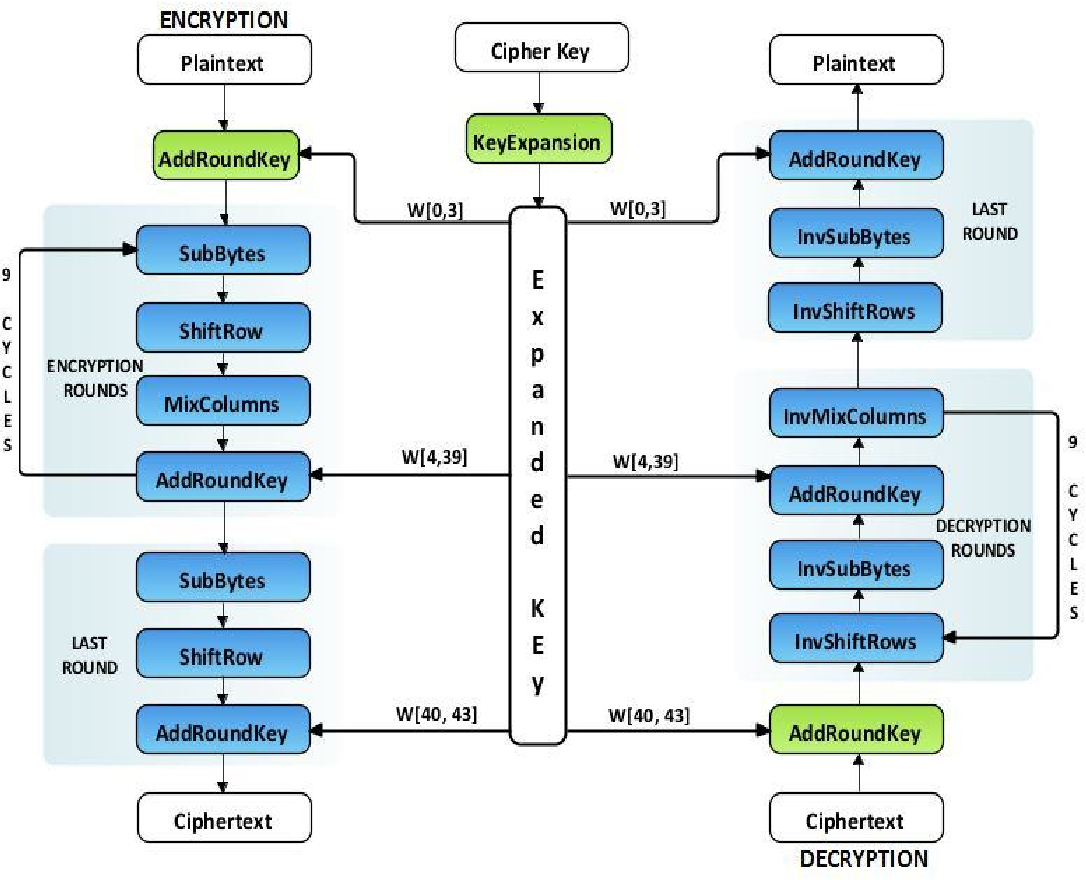 ENCRYPTION
Plaintext
AddRoundKey
9 CYCLES
ENCRYPTION
ROUNDS
SubBytes
ShiftRow
MixColumns
AddRoundKey
LAST
ROUND
SubBytes
ShiftRow
AddRoundKey
Ciphertext
Cipher Key
KeyExpansion
W[0,3]
W[0,3]
Expanded KEy
W[4,39]
W[4,39]
W[40, 43]
W[40, 43]
Plaintext
AddRoundKey
InvSubBytes
LAST
ROUND
InvShiftRows
InvMixColumns
9 CYCLES
AddRoundKey
DECRYPTION
ROUNDS
InvSubBytes
InvShiftRows
AddRoundKey
Ciphertext
DECRYPTION